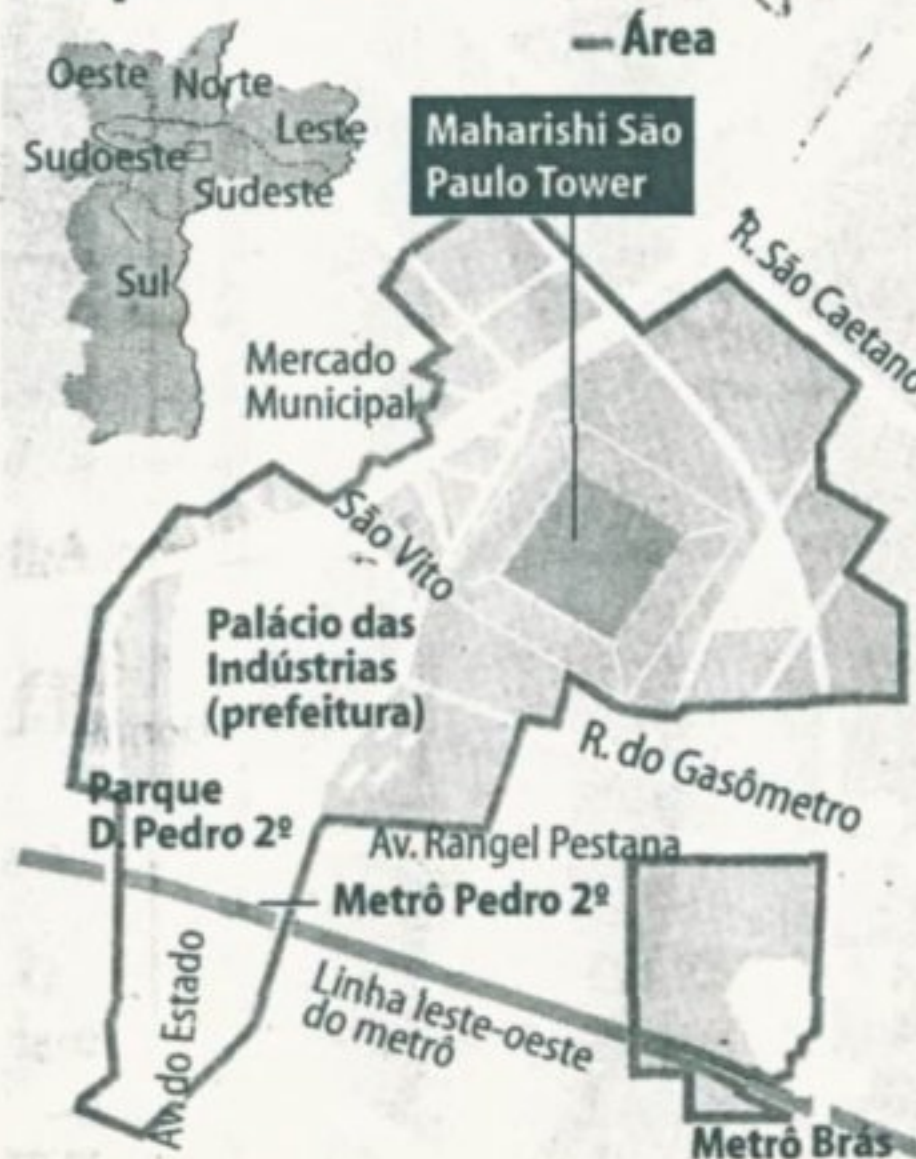 Área
Oeste
Norte
Leste
Sudoeste
Sudeste
Sul
Maharishi São
Paulo Tower
R. São Caetano
Mercado
Municipal
São Vito
Palácio das
Indústrias
(prefeitura)
R. do Gasômetro
Parque
D. Pedro 2º
Av. Rangel Pestana
Metrô Pedro 2º
Av. do Estado
Linha leste-oeste
do metrô
Metrô Brás